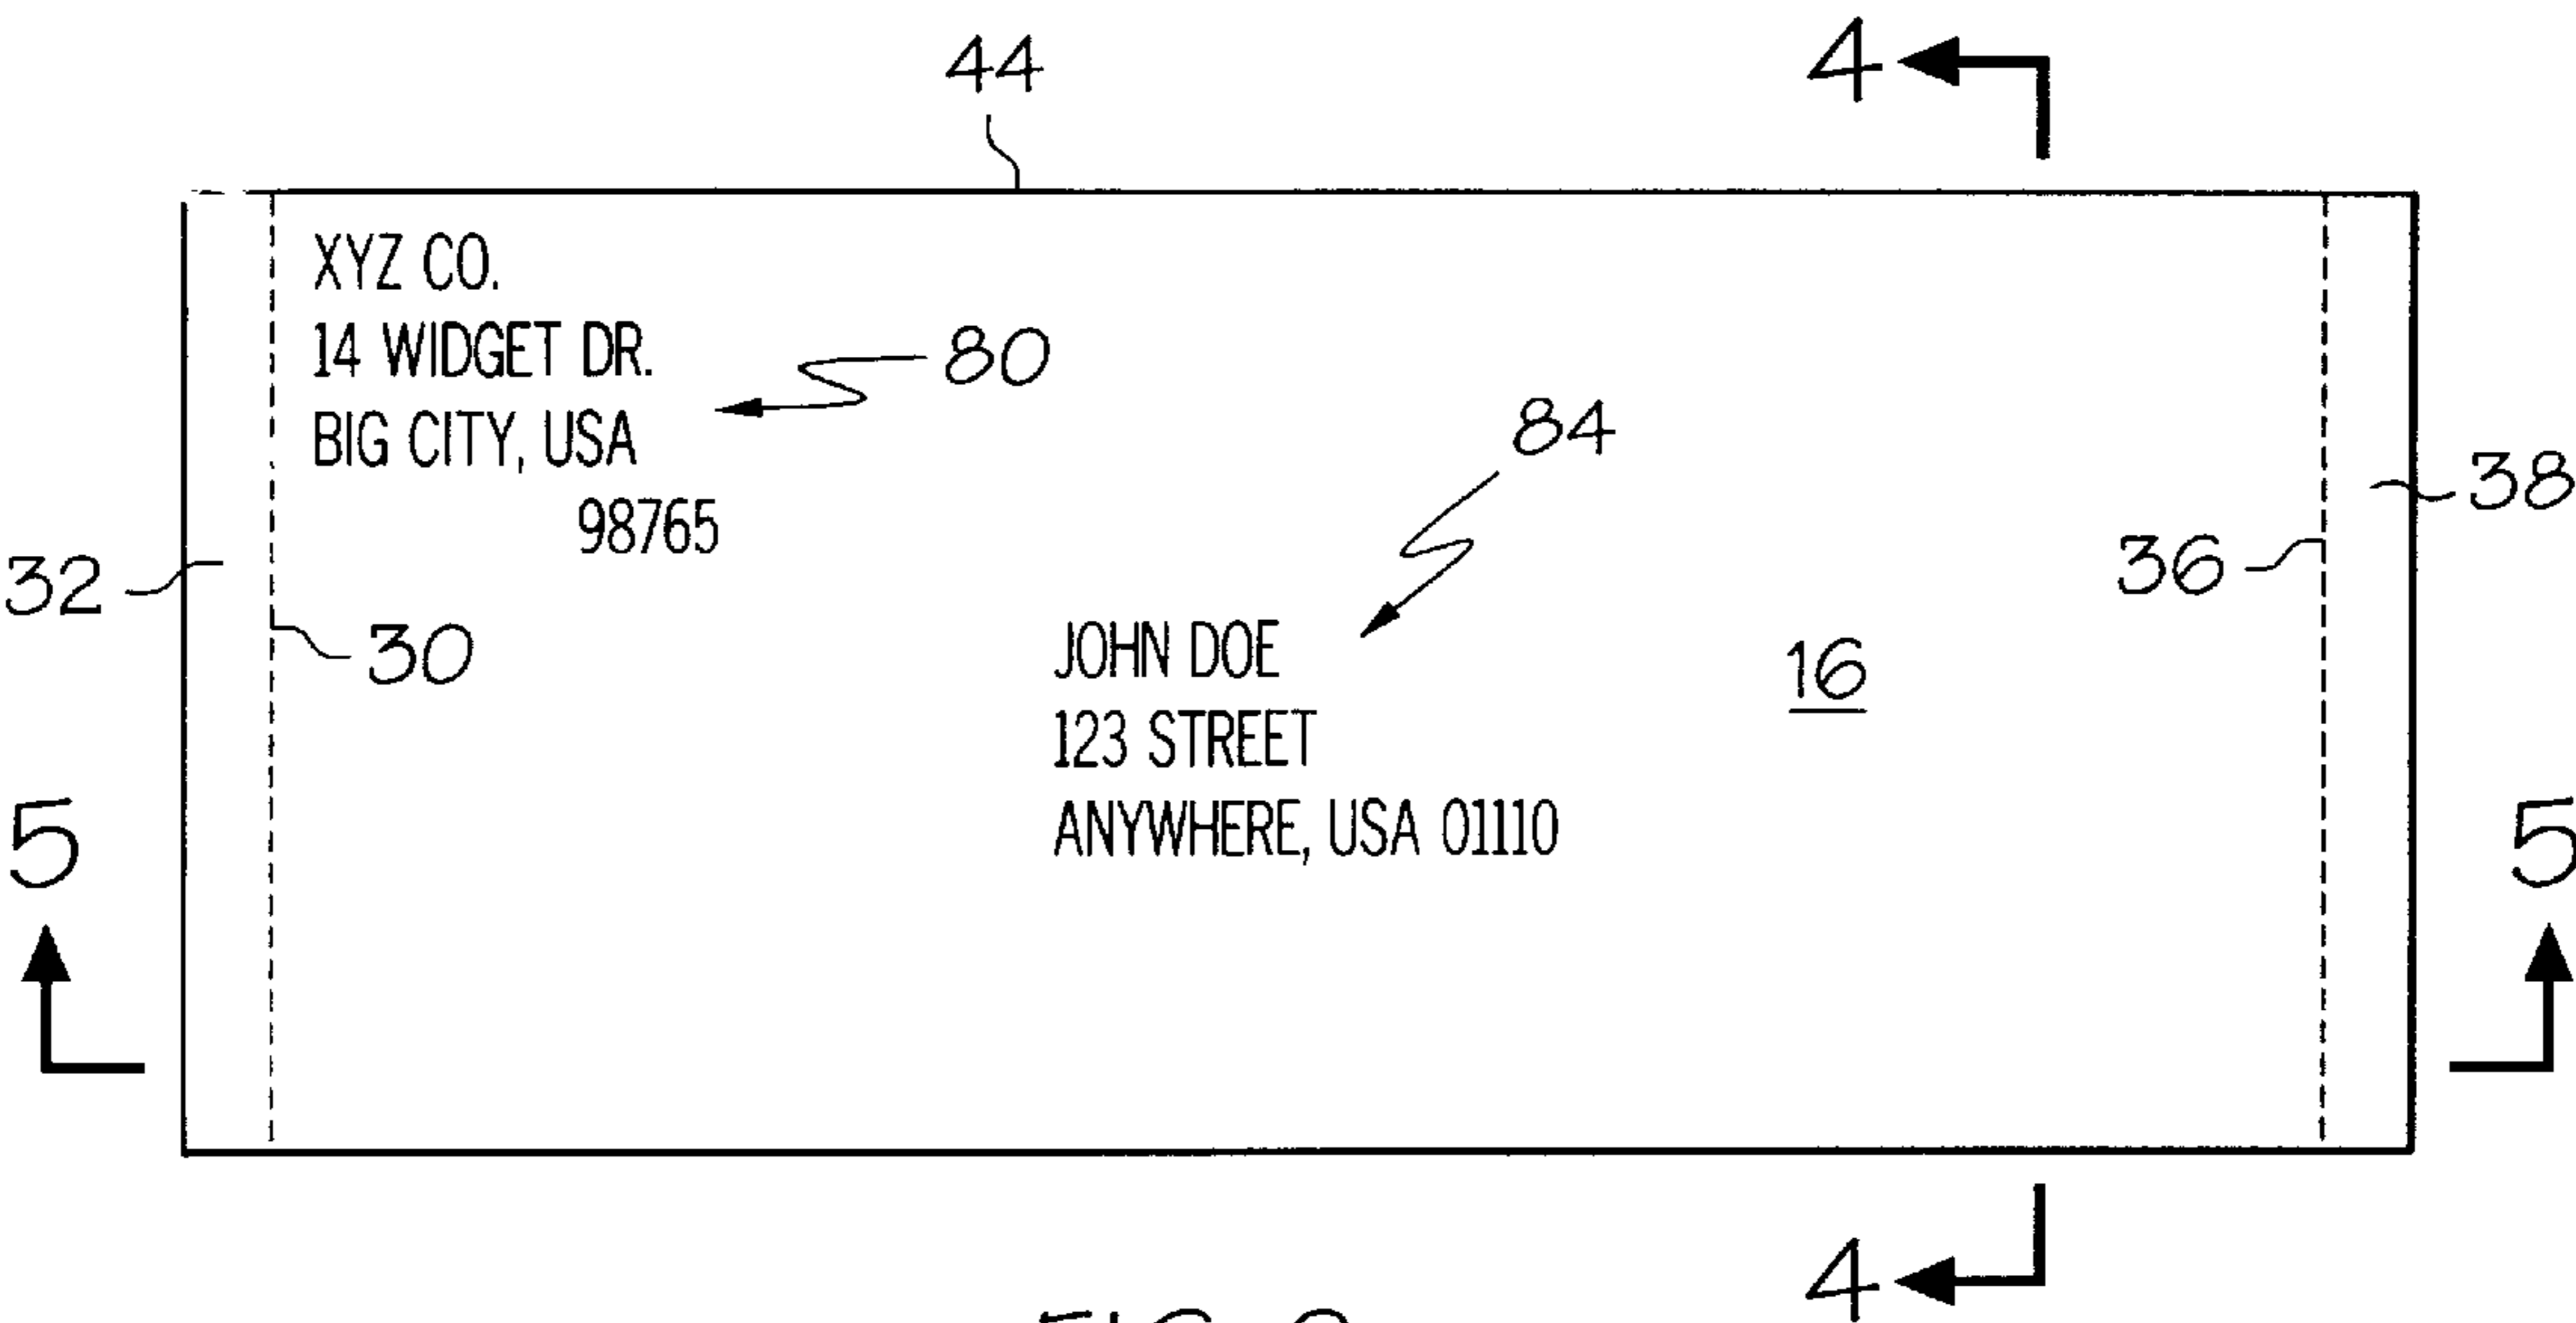 44
4
XYZ CO.
14 WIDGET DR.
80
BIG CITY, USA
84
98765
38
32
36
30
JOHN DOE
16
123 STREET
5
5
ANYWHERE, USA 01110
4